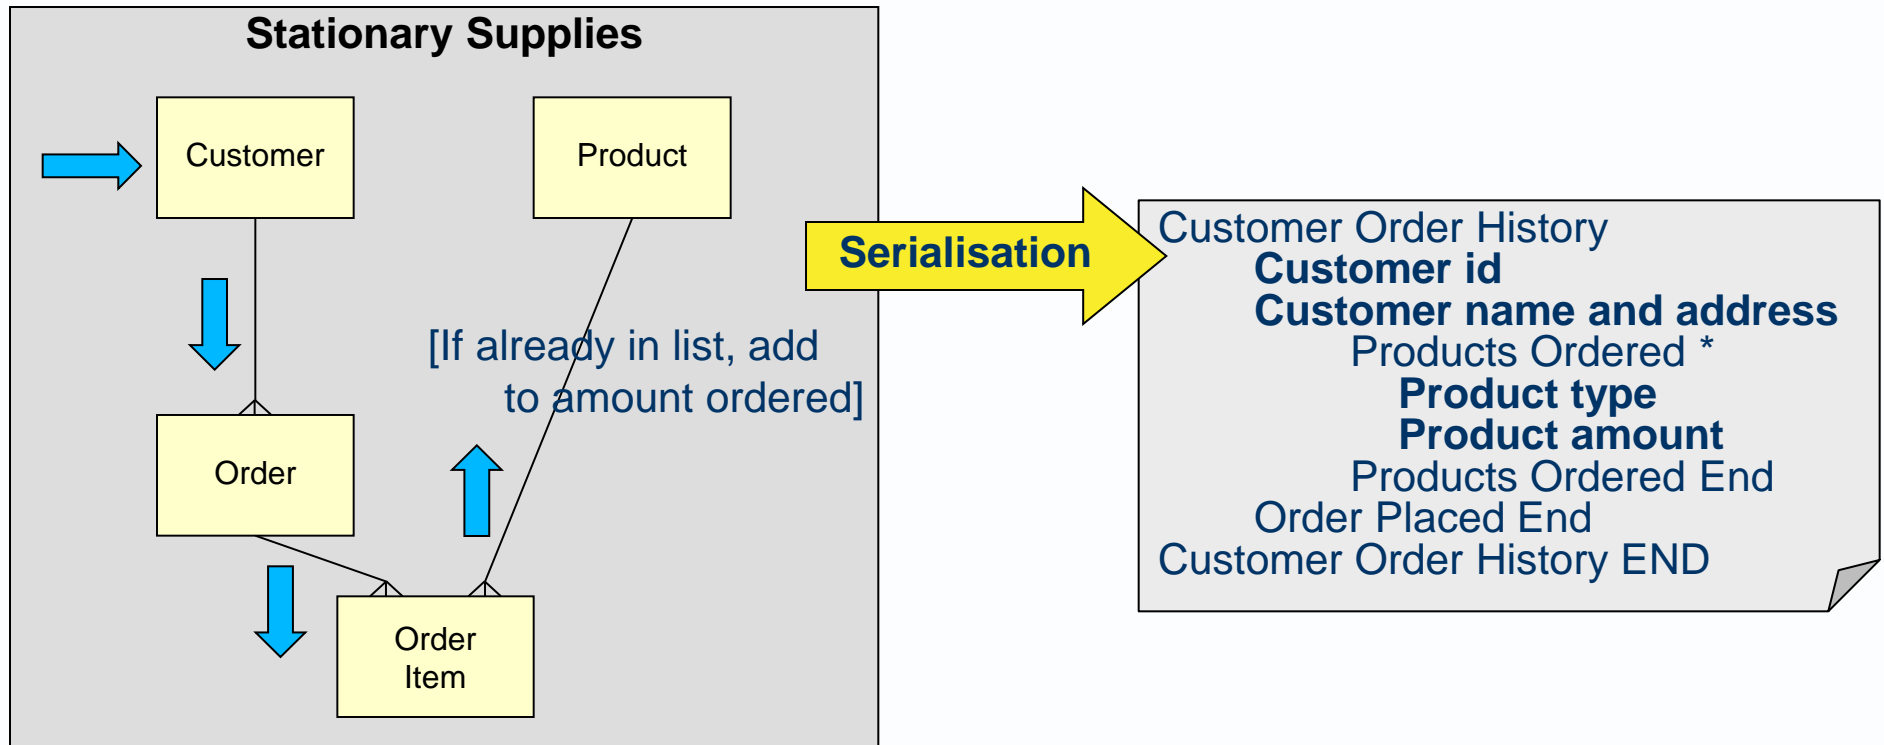 Stationary Supplies
Customer
Product
[If already in list, add
to amount ordered]
Order
Order
Item
Serialisation
Customer Order History
Customer id
Customer name and address
Products Ordered *
Product type
Product amount
Products Ordered End
Order Placed End
Customer Order History END